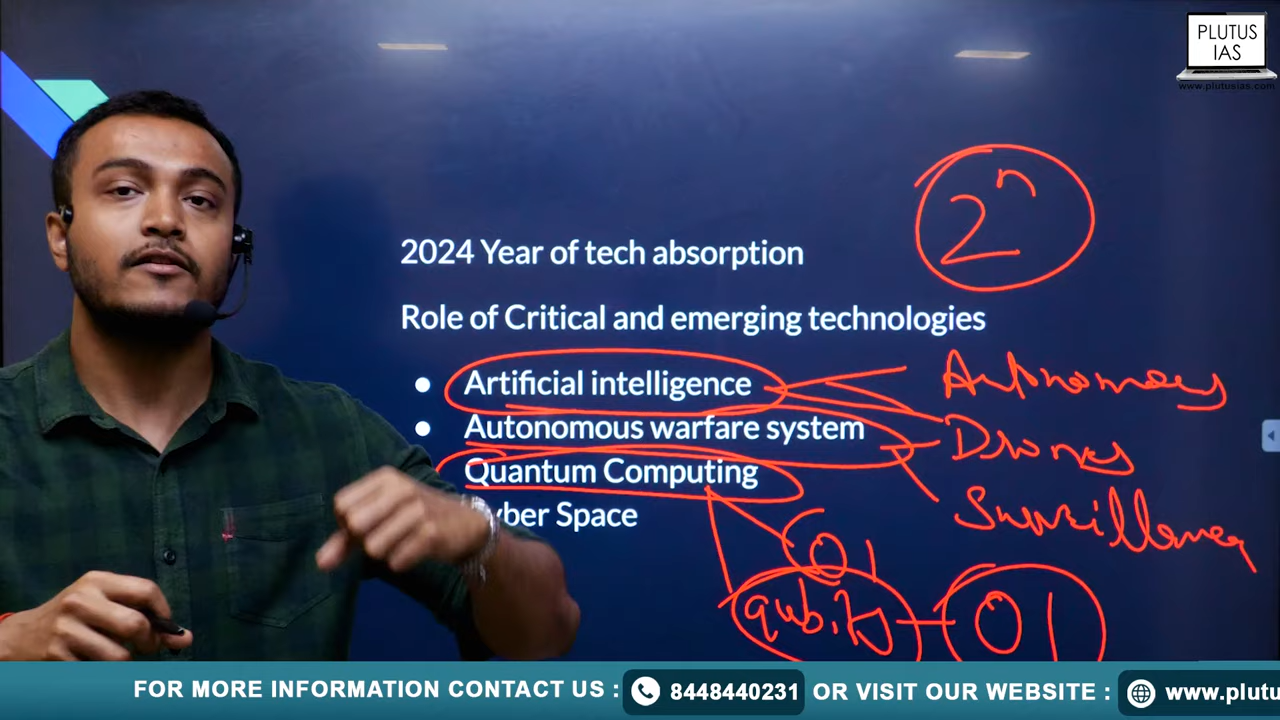 PLUTUS
IAS
www.plutusias.com
2n
2024 Year of tech absorption
Role of Critical and emerging technologies
Artificial intelligence
Autonomous warfare system
Quantum Computing
yber Space
Autonomous
Drones
Surveillance
01
qubits
01
FOR MORE INFORMATION CONTACT US : 8448440231 OR VISIT OUR WEBSITE : www.plutu